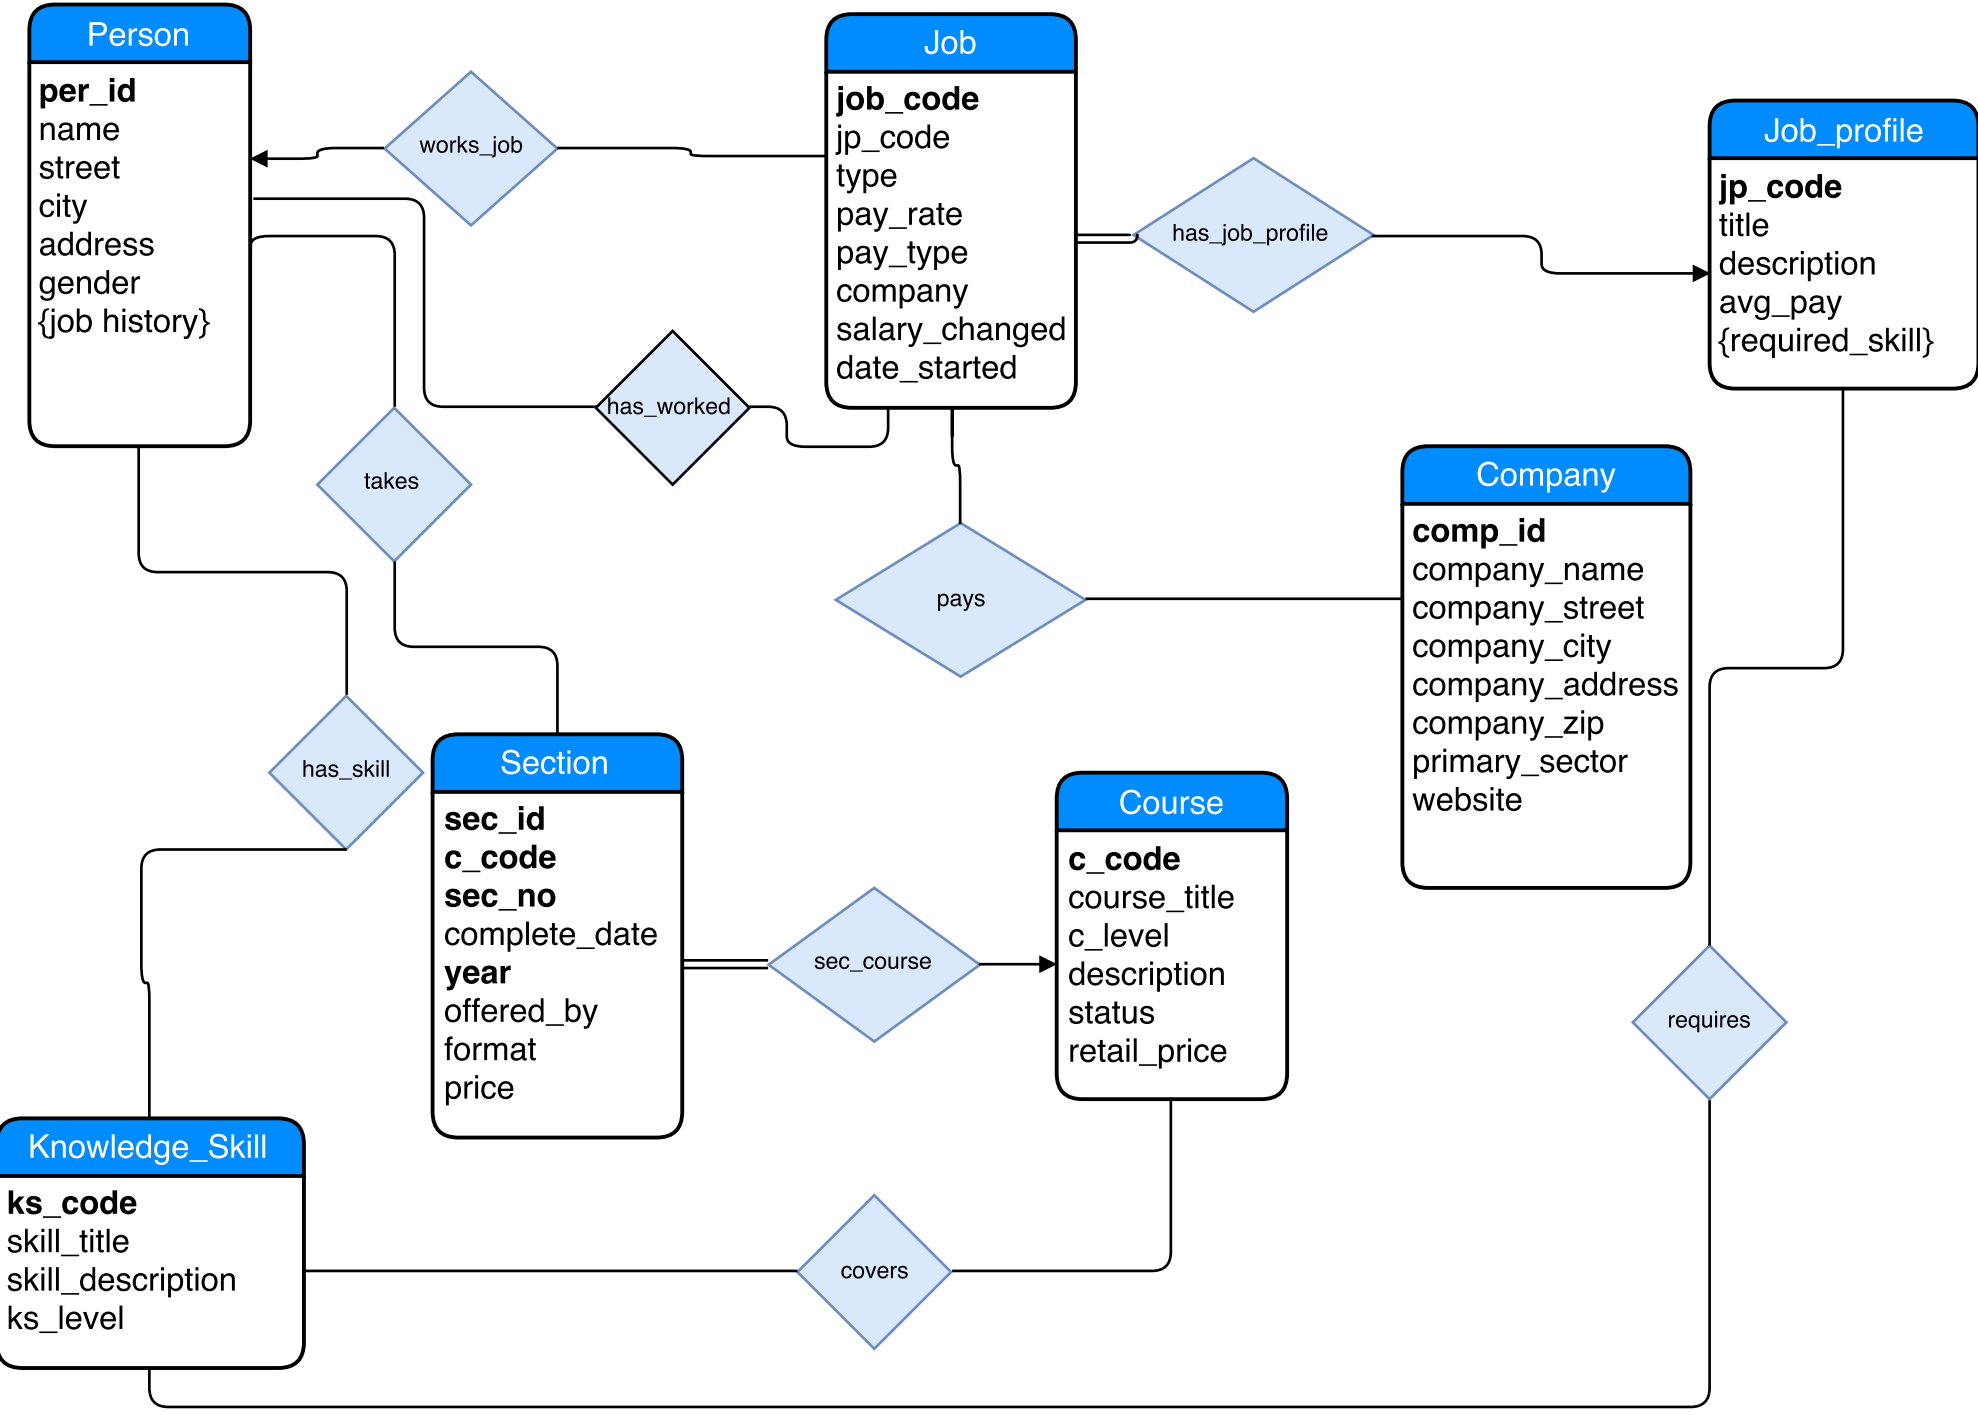 Person
per_id
name
street
city
address
gender
{job history}
works_job
Job
job_code
jp_code
type
pay_rate
pay_type
company
salary_changed
date_started
has_job_profile
Job_profile
jp_code
title
description
avg_pay
{required_skill}
has_worked
takes
pays
Company
comp_id
company_name
company_street
company_city
company_address
company_zip
primary_sector
website
has_skill
Section
sec_id
c_code
sec_no
complete_date
year
offered_by
format
price
sec_course
Course
c_code
course_title
c_level
description
status
retail_price
requires
Knowledge_Skill
ks_code
skill_title
skill_description
ks_level
covers